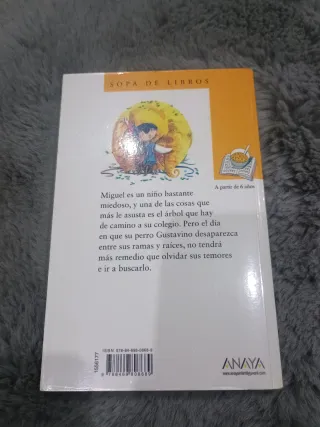 SOPA DE LIBROS
A partir de 6 años
Miguel es un niño bastante
miedoso, y una de las cosas que
más le asusta es el árbol que hay
de camino a su colegio. Pero el día
en que su perro Gustavino desaparezca
entre sus ramas y raíces, no tendrá
más remedio que olvidar sus temores
e ir a buscarlo.
1556177
ANAYA